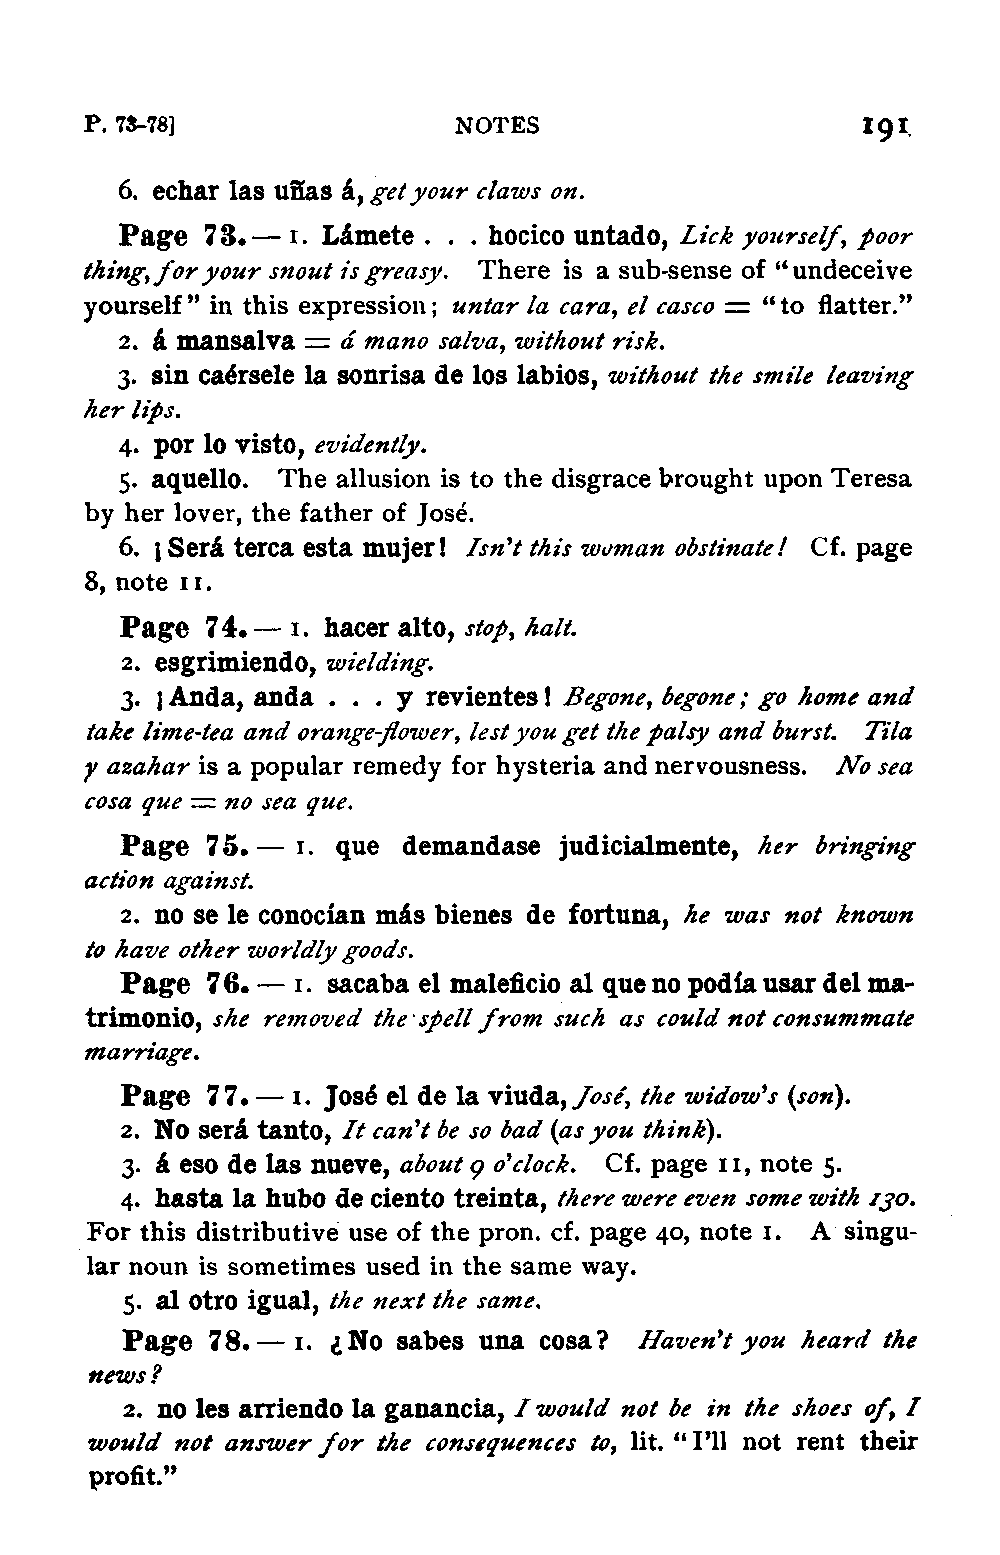 P. 73–78] NOTES 191
6. echar las uñas á, get your claws on.
Page 73. — 1. Lámete . . . hocico untado, Lick yourself, poor
thing, for your snout is greasy. There is a sub-sense of "undeceive
yourself" in this expression; untar la cara, el casco = "to flatter."
2. á mansalva = á mano salva, without risk.
3. sin caérsele la sonrisa de los labios, without the smile leaving
her lips.
4. por lo visto, evidently.
5. aquello. The allusion is to the disgrace brought upon Teresa
by her lover, the father of José.
6. ¡Será terca esta mujer! Isn't this woman obstinate! Cf. page
8, note 11.
Page 74. — 1. hacer alto, stop, halt.
2. esgrimiendo, wielding.
3. ¡Anda, anda . . . y revientes! Begone, begone; go home and
take lime-tea and orange-flower, lest you get the palsy and burst. Tila
y azahar is a popular remedy for hysteria and nervousness. No sea
cosa que = no sea que.
Page 75. — 1. que demandase judicialmente, her bringing
action against.
2. no se le conocían más bienes de fortuna, he was not known
to have other worldly goods.
Page 76. — 1. sacaba el maleficio al que no podía usar del ma-
trimonio, she removed the spell from such as could not consummate
marriage.
Page 77. — 1. José el de la viuda, José, the widow's (son).
2. No será tanto, It can't be so bad (as you think).
3. á eso de las nueve, about 9 o'clock. Cf. page 11, note 5.
4. hasta la hubo de ciento treinta, there were even some with 130.
For this distributive use of the pron. cf. page 40, note 1. A singu-
lar noun is sometimes used in the same way.
5. al otro igual, the next the same.
Page 78. — 1. ¿No sabes una cosa? Haven't you heard the
news?
2. no les arriendo la ganancia, I would not be in the shoes of, I
would not answer for the consequences to, lit. "I'll not rent their
profit."